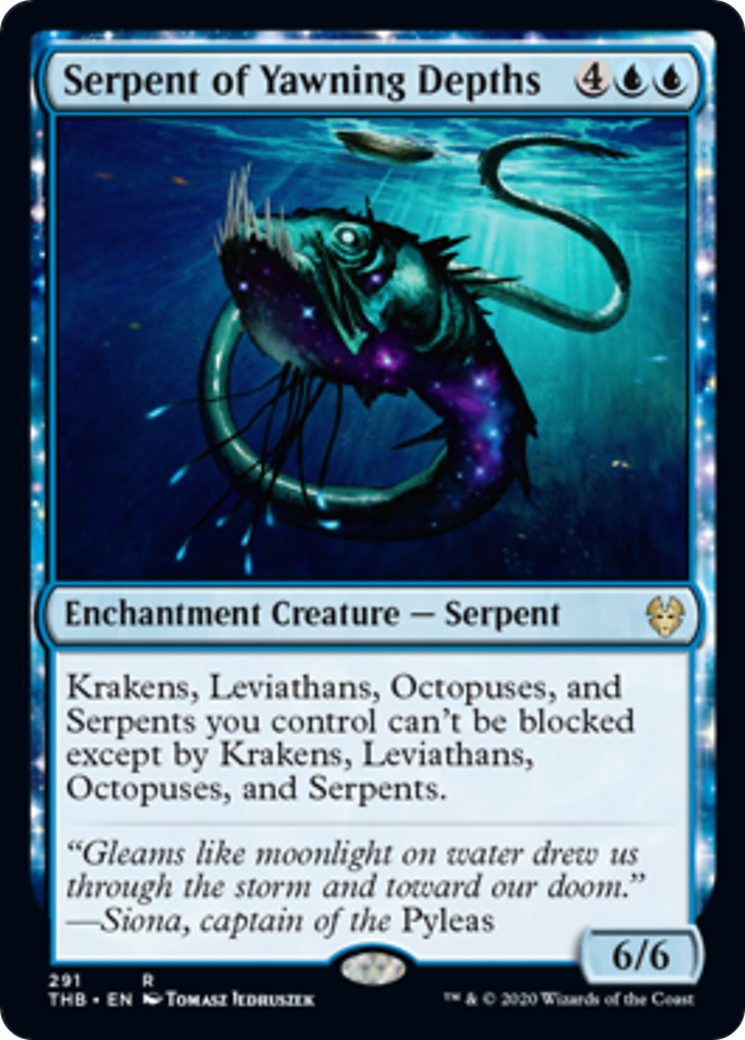 Serpent of Yawning Depths 4
Enchantment Creature — Serpent
Krakens, Leviathans, Octopuses, and
Serpents you control can't be blocked
except by Krakens, Leviathans,
Octopuses, and Serpents.
"Gleams like moonlight on water drew us
through the storm and toward our doom."
—Siona, captain of the Pyleas
6/6
291 R
THB • EN Tomasz Jedruszek
™ & © 2020 Wizards of the Coast